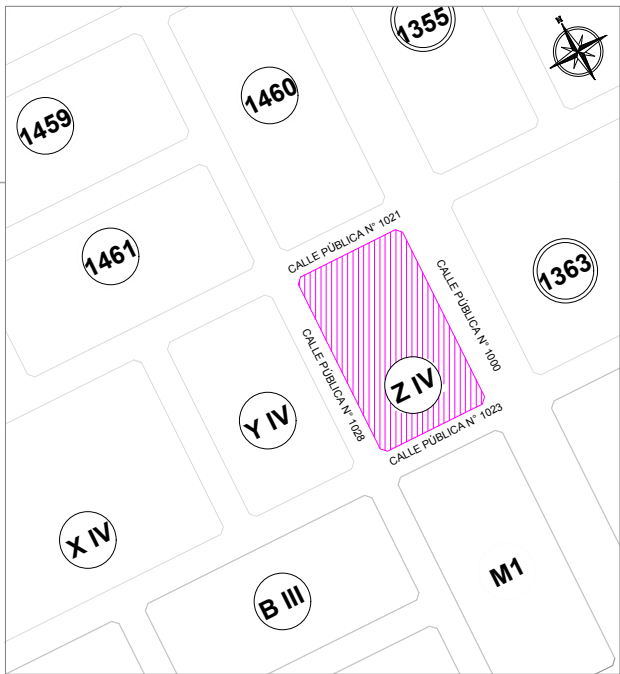 1355
N
1460
1459
CALLE PÚBLICA N° 1021
1461
1363
CALLE PÚBLICA N° 1000
CALLE PÚBLICA N° 1028
Z IV
Y IV
CALLE PÚBLICA N° 1023
X IV
M1
B III